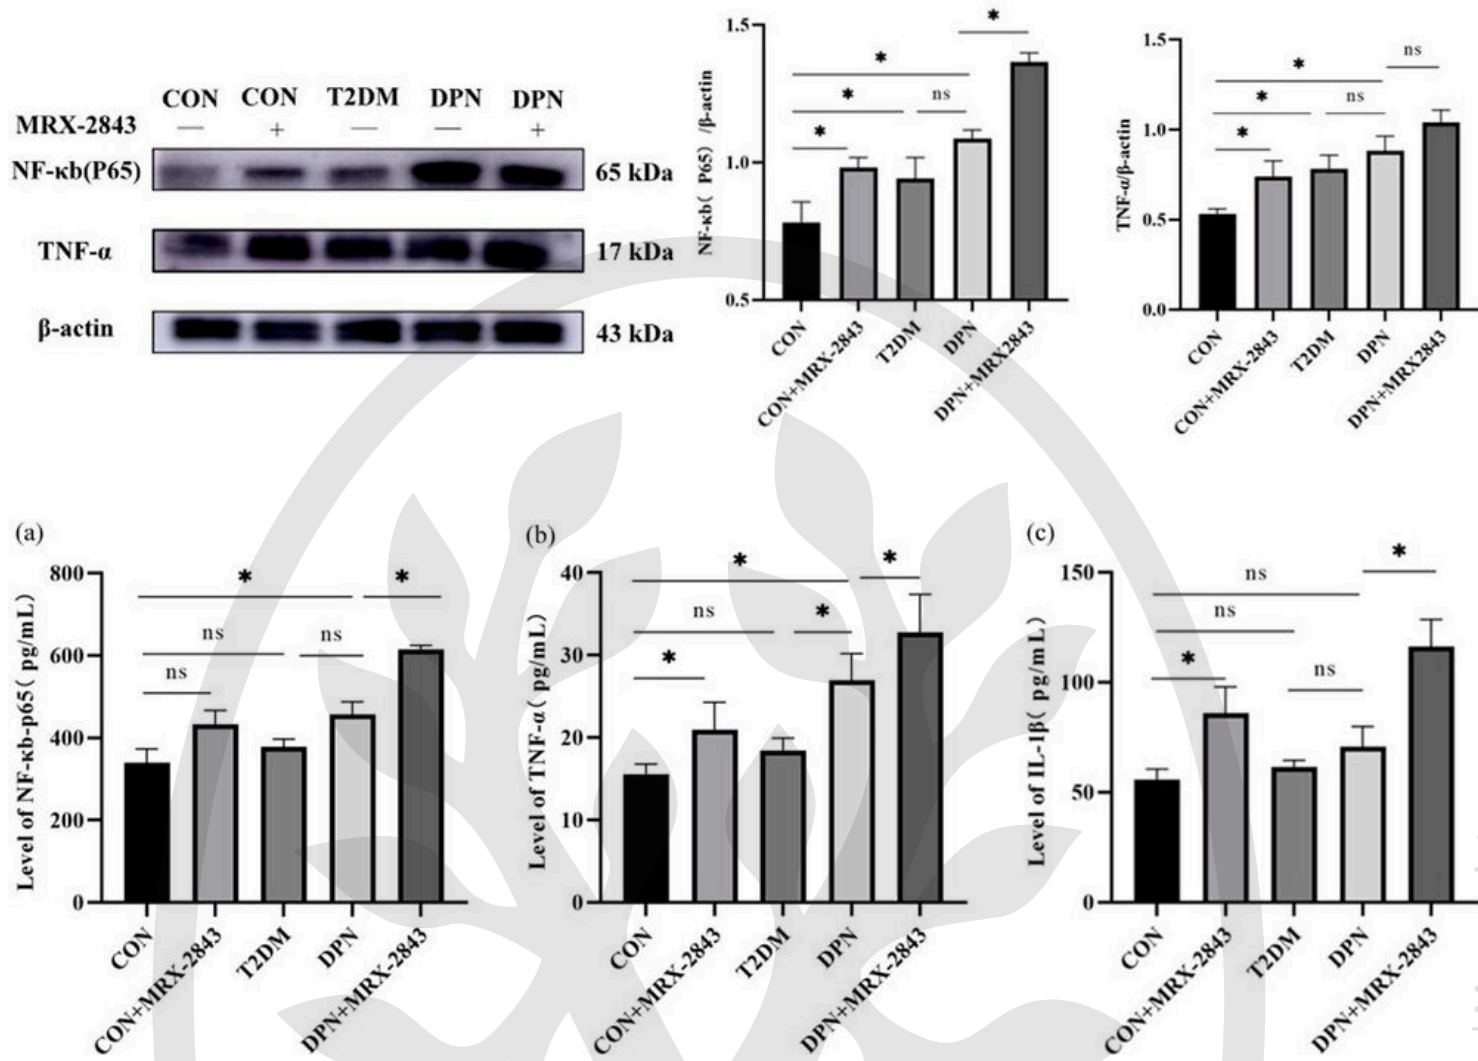 CON CON T2DM DPN DPN
MRX-2843 — + — — +
NF-κb(P65) 65 kDa
TNF-α 17 kDa
β-actin 43 kDa
NF-κb( P65) /β-actin
1.5
1.0
0.5
* * * * ns *
CON
CON+MRX-2843
T2DM
DPN
DPN+MRX2843
TNF-α/β-actin
1.5
1.0
0.5
0.0
* * * ns ns
CON
CON+MRX-2843
T2DM
DPN
DPN+MRX2843
(a)
Level of NF-κb-p65( pg/mL)
800
600
400
200
0
* *
ns ns
ns
CON
CON+MRX-2843
T2DM
DPN
DPN+MRX-2843
(b)
Level of TNF-α( pg/mL)
40
30
20
10
0
* *
ns *
*
CON
CON+MRX-2843
T2DM
DPN
DPN+MRX-2843
(c)
Level of IL-1β( pg/mL)
150
100
50
0
*
ns
ns
* ns
CON
CON+MRX-2843
T2DM
DPN
DPN+MRX-2843